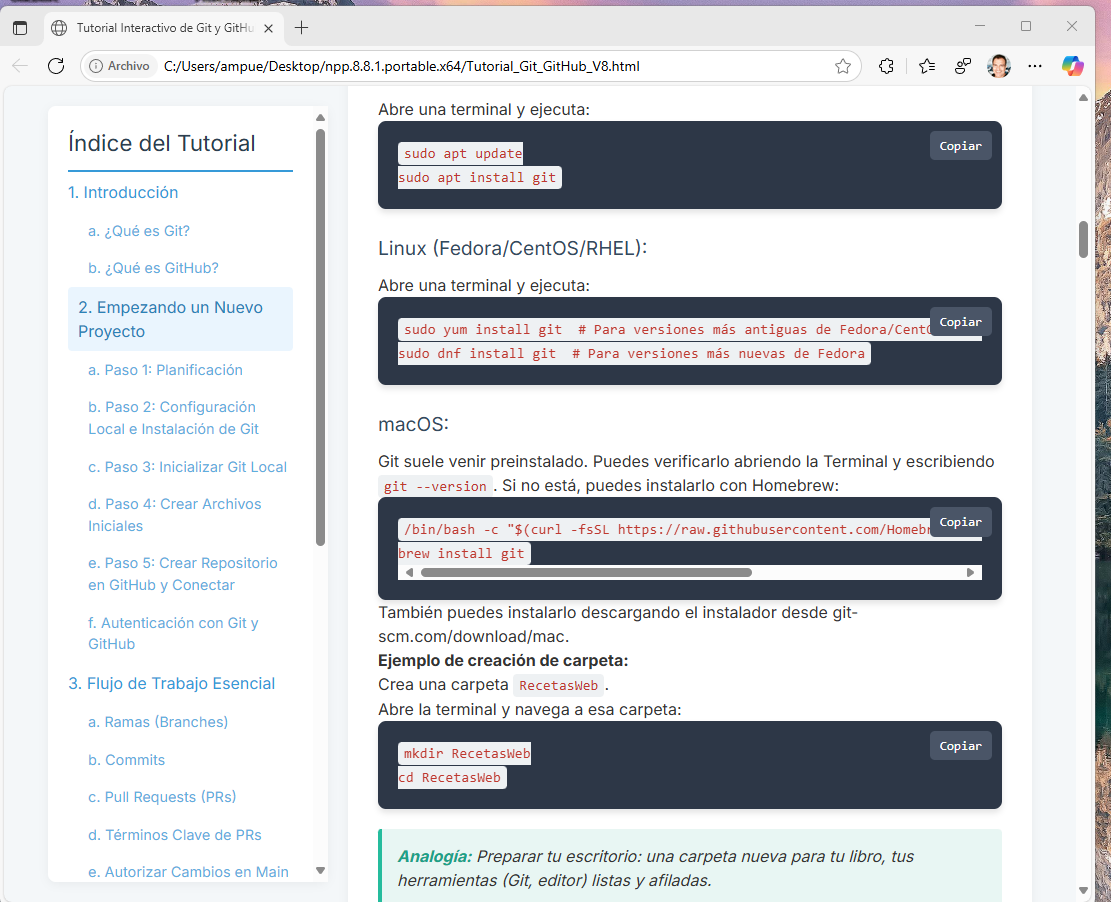 Tutorial Interactivo de Git y GitHu
Archivo C:/Users/ampue/Desktop/npp.8.8.1.portable.x64/Tutorial_Git_GitHub_V8.html
Índice del Tutorial
1. Introducción
a. ¿Qué es Git?
b. ¿Qué es GitHub?
2. Empezando un Nuevo
Proyecto
a. Paso 1: Planificación
b. Paso 2: Configuración
Local e Instalación de Git
c. Paso 3: Inicializar Git Local
d. Paso 4: Crear Archivos
Iniciales
e. Paso 5: Crear Repositorio
en GitHub y Conectar
f. Autenticación con Git y
GitHub
3. Flujo de Trabajo Esencial
a. Ramas (Branches)
b. Commits
c. Pull Requests (PRs)
d. Términos Clave de PRs
e. Autorizar Cambios en Main
Abre una terminal y ejecuta:
Copiar
sudo apt update
sudo apt install git
Linux (Fedora/CentOS/RHEL):
Abre una terminal y ejecuta:
Copiar
sudo yum install git # Para versiones más antiguas de Fedora/CentO
sudo dnf install git # Para versiones más nuevas de Fedora
macOS:
Git suele venir preinstalado. Puedes verificarlo abriendo la Terminal y escribiendo
git --version. Si no está, puedes instalarlo con Homebrew:
Copiar
/bin/bash -c "$(curl -fsSL https://raw.githubusercontent.com/Homebr
brew install git
También puedes instalarlo descargando el instalador desde git-
scm.com/download/mac.
Ejemplo de creación de carpeta:
Crea una carpeta RecetasWeb.
Abre la terminal y navega a esa carpeta:
Copiar
mkdir RecetasWeb
cd RecetasWeb
Analogía: Preparar tu escritorio: una carpeta nueva para tu libro, tus
herramientas (Git, editor) listas y afiladas.